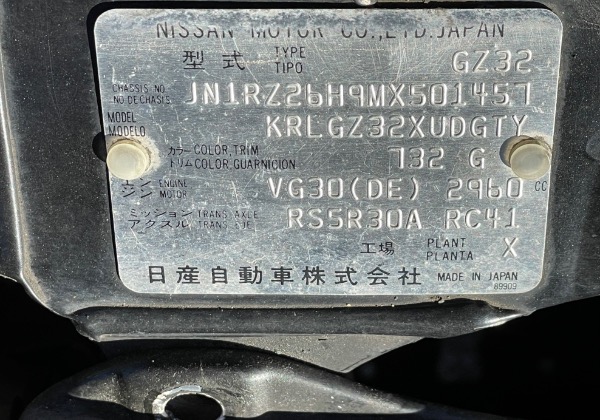 NISSAN MOTOR CO.,LTD.JAPAN
型式 TYPE TIPO GZ32
CHASSIS NO. NO DE CHASIS JN1RZ26H9MX501457
MODEL MODELO KRLGZ32XUDGTY
カラー COLOR,TRIM トリム COLOR,GUARNICION 732 G
エンジン ENGINE MOTOR VG30(DE) 2960 CC
ミッション TRANS. AXLE アクスル TRANS. EJE RS5R30A RC41
工場 PLANT PLANTA X
日産自動車株式会社 MADE IN JAPAN
89909